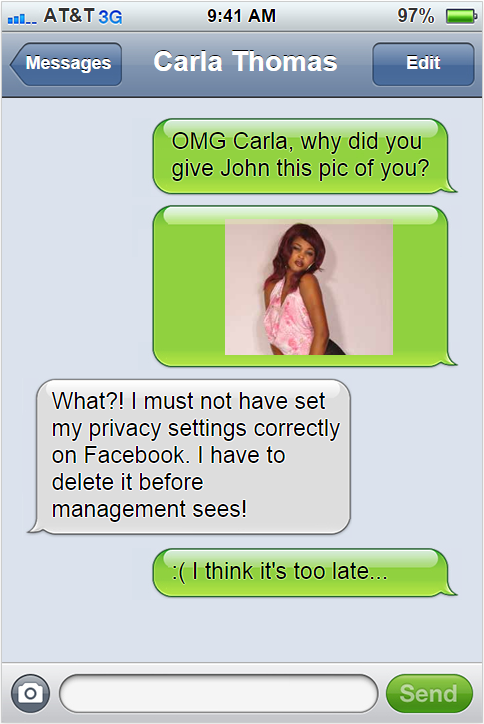 AT&T 3G 9:41 AM 97%
Messages Carla Thomas Edit
OMG Carla, why did you
give John this pic of you?
What?! I must not have set
my privacy settings correctly
on Facebook. I have to
delete it before
management sees!
:( I think it's too late...
Send